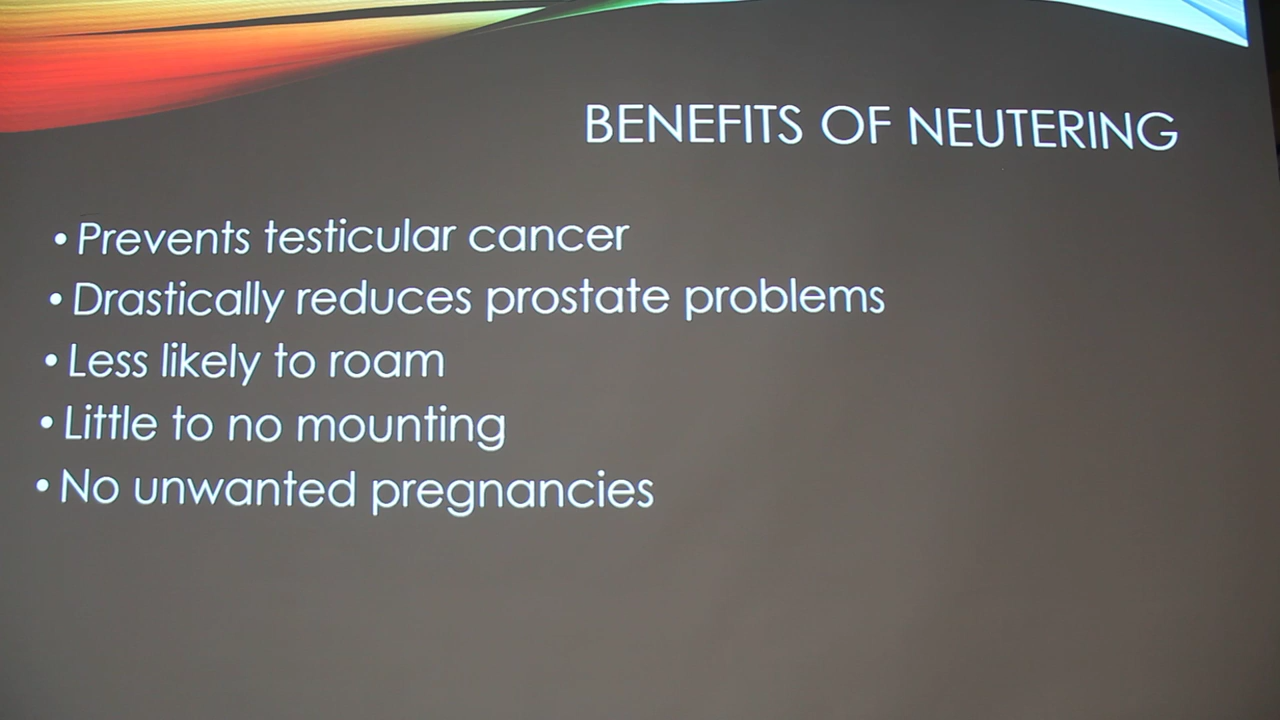 BENEFITS OF NEUTERING
• Prevents testicular cancer
• Drastically reduces prostate problems
• Less likely to roam
• Little to no mounting
• No unwanted pregnancies